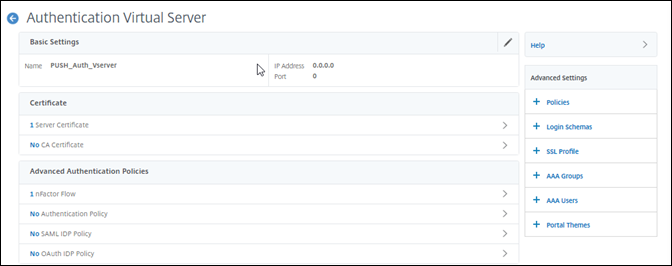 Authentication Virtual Server
Basic Settings
Name PUSH_Auth_Vserver
IP Address 0.0.0.0
Port 0
Certificate
1 Server Certificate
No CA Certificate
Advanced Authentication Policies
1 nFactor Flow
No Authentication Policy
No SAML IDP Policy
No OAuth IDP Policy
Help
Advanced Settings
+ Policies
+ Login Schemas
+ SSL Profile
+ AAA Groups
+ AAA Users
+ Portal Themes